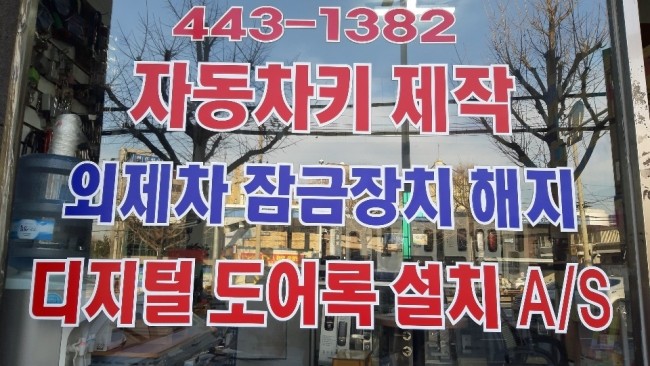 443-1382
자동차키 제작
외제차 잠금장치 해지
디지털 도어록 설치 A/S